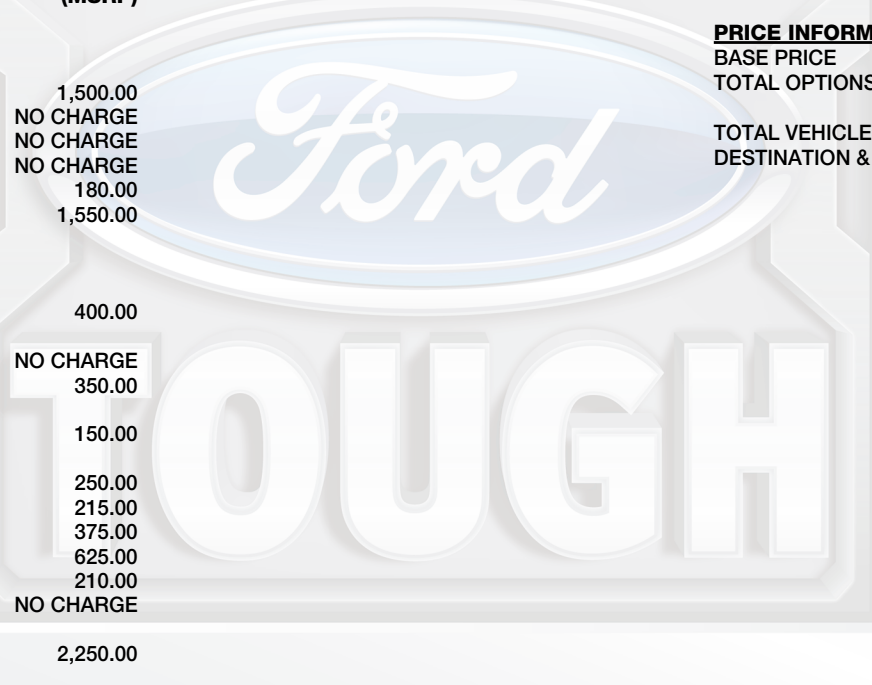 (MSRP)
1,500.00
NO CHARGE
NO CHARGE
NO CHARGE
180.00
1,550.00
400.00
NO CHARGE
350.00
150.00
250.00
215.00
375.00
625.00
210.00
NO CHARGE
2,250.00
PRICE INFORM
BASE PRICE
TOTAL OPTIONS
TOTAL VEHICLE
DESTINATION &
Ford
TOUGH